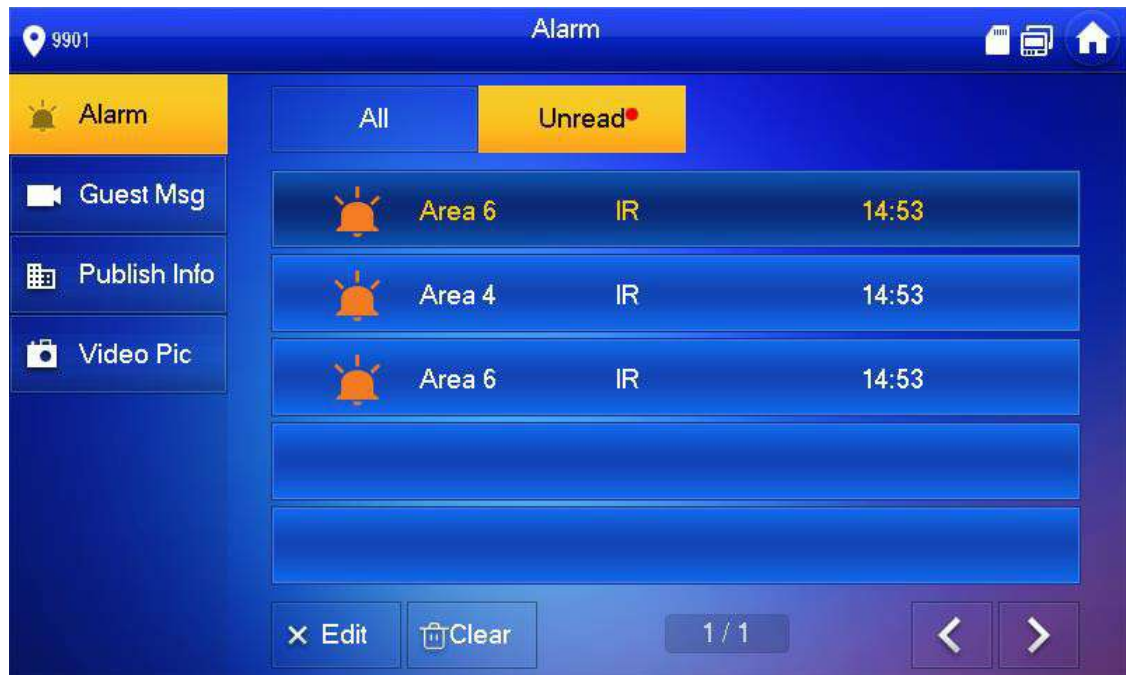 9901
Alarm
Alarm
All
Unread
Guest Msg
Area 6 IR 14:53
Publish Info
Area 4 IR 14:53
Video Pic
Area 6 IR 14:53
Edit
Clear
1 / 1